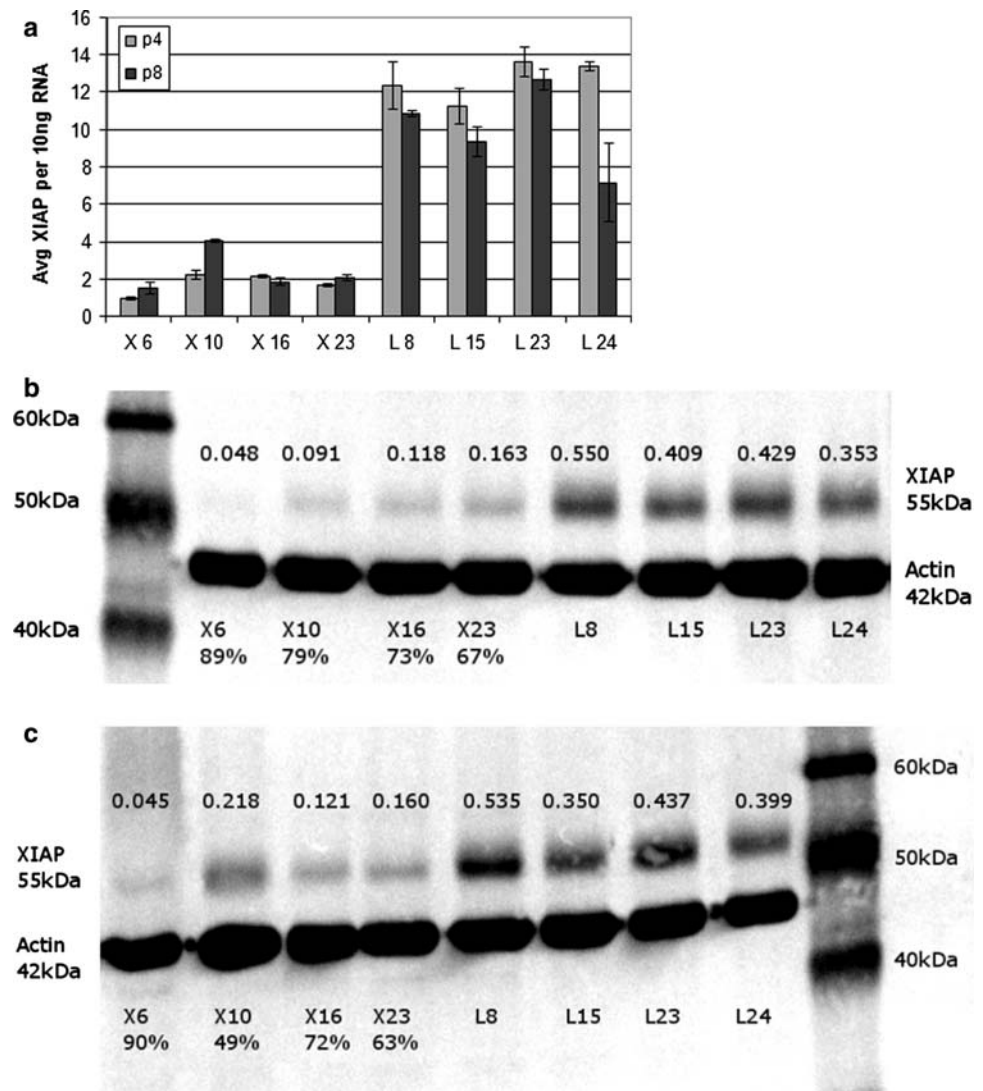 a
Avg XIAP per 10ng RNA
16
14
12
10
8
6
4
2
0
p4
p8
X 6 X 10 X 16 X 23 L 8 L 15 L 23 L 24
b
60kDa
50kDa
40kDa
0.048 0.091 0.118 0.163 0.550 0.409 0.429 0.353
XIAP
55kDa
Actin
42kDa
X6 X10 X16 X23 L8 L15 L23 L24
89% 79% 73% 67%
c
0.045 0.218 0.121 0.160 0.535 0.350 0.437 0.399
XIAP
55kDa
Actin
42kDa
60kDa
50kDa
40kDa
X6 X10 X16 X23 L8 L15 L23 L24
90% 49% 72% 63%